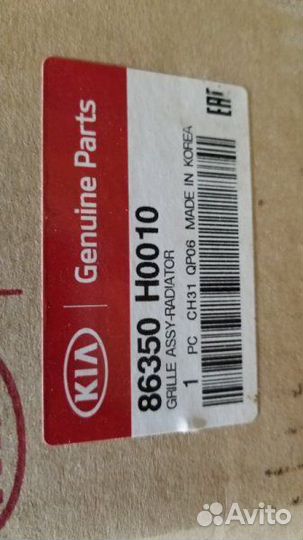 KIA
Genuine Parts
EAC
86350 H0010
GRILLE ASSY-RADIATOR
1 PC CH31 QP06 MADE IN KOREA
Avito